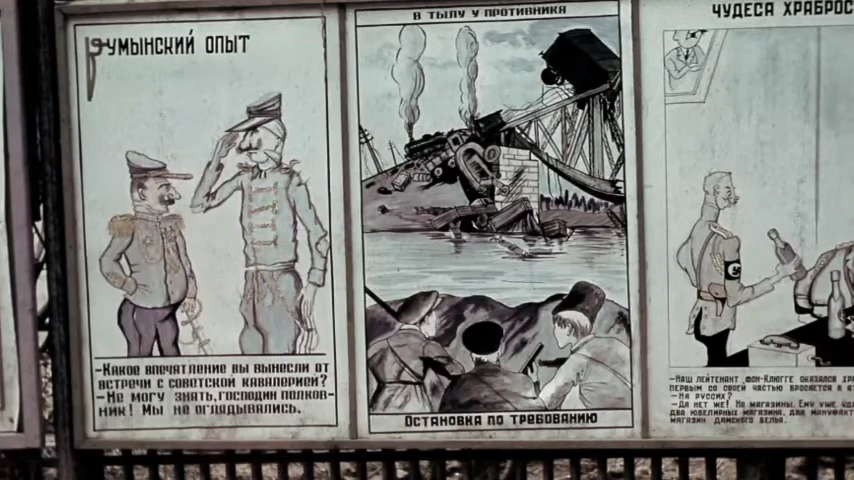 Румынский опыт
-Какое впечатление вы вынесли от
встречи с советской кавалерией?
-Не могу знать, господин полков-
ник! Мы не оглядывались.
В тылу у противника
Остановка по требованию
Чудеса храброс
-Наш лейтенант фон-Клюгге оказался
первым со своей частью бросается в
-На русских?
-Да нет же! На магазины. Ему уже
два ювелирных магазина, два мануфакт
магазин дамского белья.